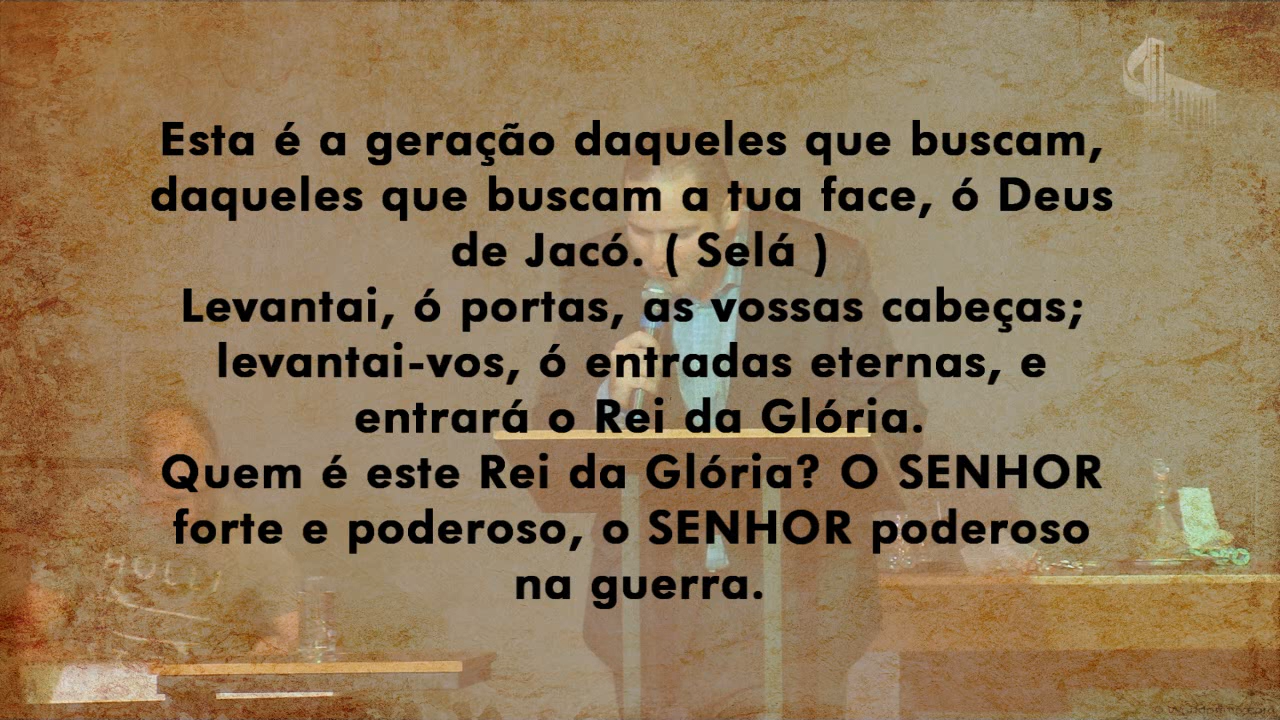 Esta é a geração daqueles que buscam,
daqueles que buscam a tua face, ó Deus
de Jacó. ( Selá )
Levantai, ó portas, as vossas cabeças;
levantai-vos, ó entradas eternas, e
entrará o Rei da Glória.
Quem é este Rei da Glória? O SENHOR
forte e poderoso, o SENHOR poderoso
na guerra.